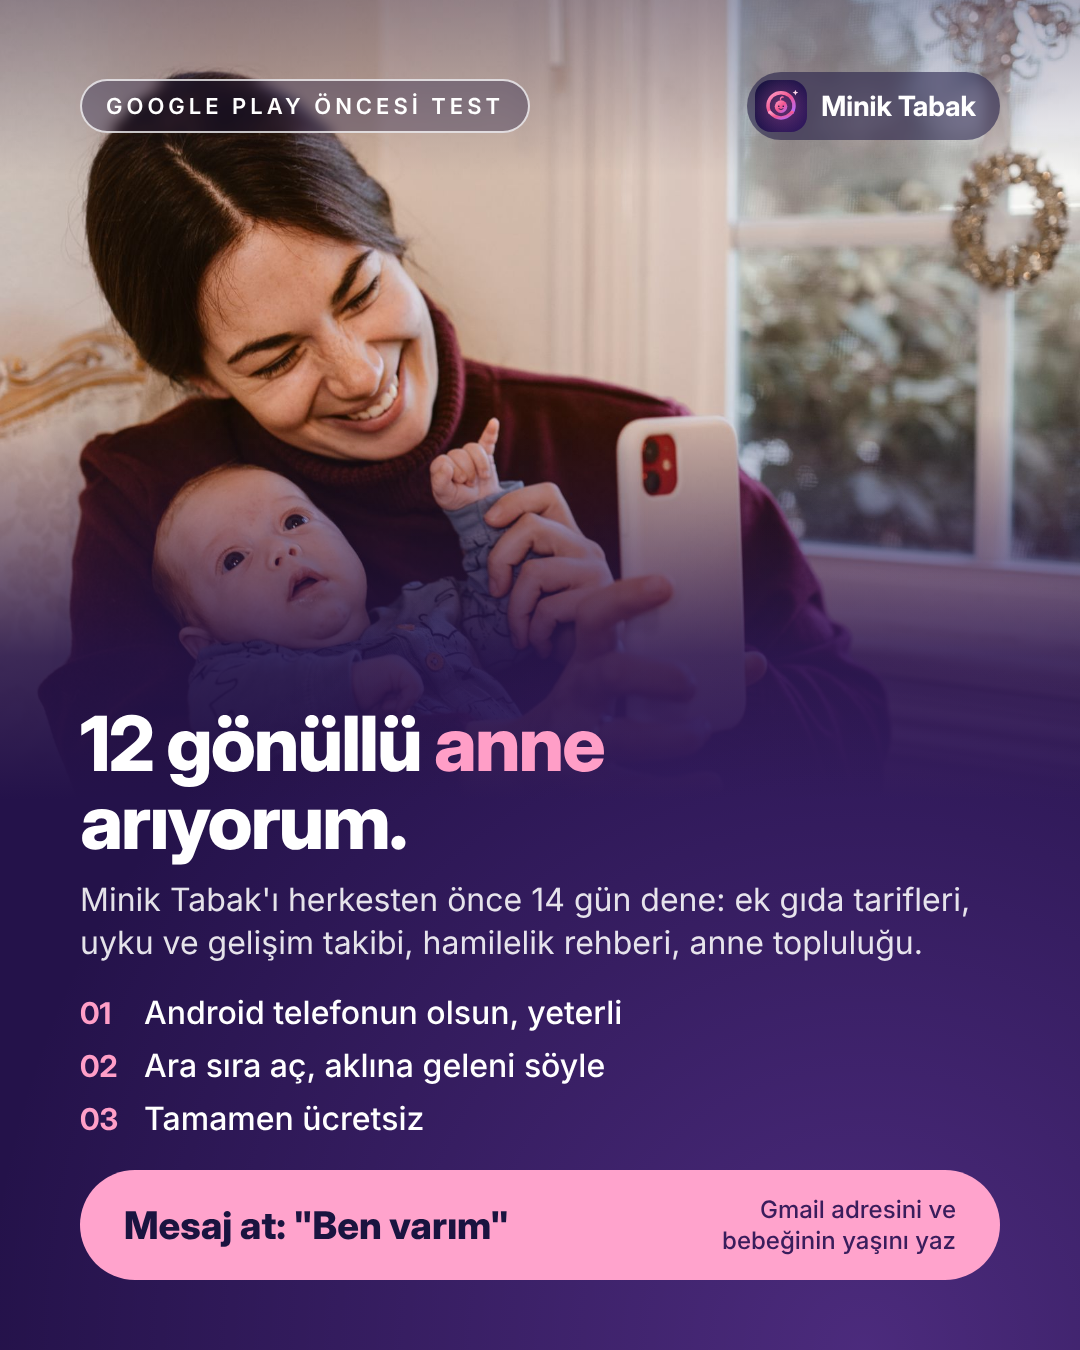 GOOGLE PLAY ÖNCESİ TEST
Minik Tabak
12 gönüllü anne
arıyorum.
Minik Tabak'ı herkesten önce 14 gün dene: ek gıda tarifleri,
uyku ve gelişim takibi, hamilelik rehberi, anne topluluğu.
01 Android telefonun olsun, yeterli
02 Ara sıra aç, aklına geleni söyle
03 Tamamen ücretsiz
Mesaj at: "Ben varım"
Gmail adresini ve
bebeğinin yaşını yaz